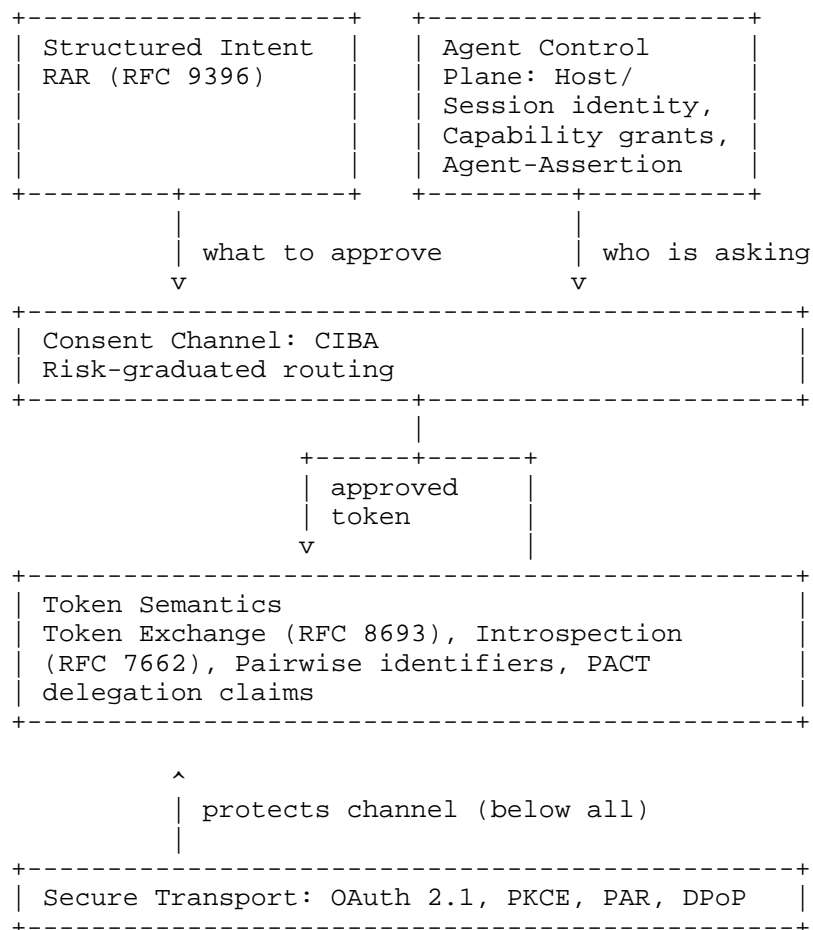 Structured Intent
RAR (RFC 9396)
Agent Control
Plane: Host/
Session identity,
Capability grants,
Agent-Assertion
what to approve
who is asking
Consent Channel: CIBA
Risk-graduated routing
approved
token
Token Semantics
Token Exchange (RFC 8693), Introspection
(RFC 7662), Pairwise identifiers, PACT
delegation claims
protects channel (below all)
Secure Transport: OAuth 2.1, PKCE, PAR, DPoP